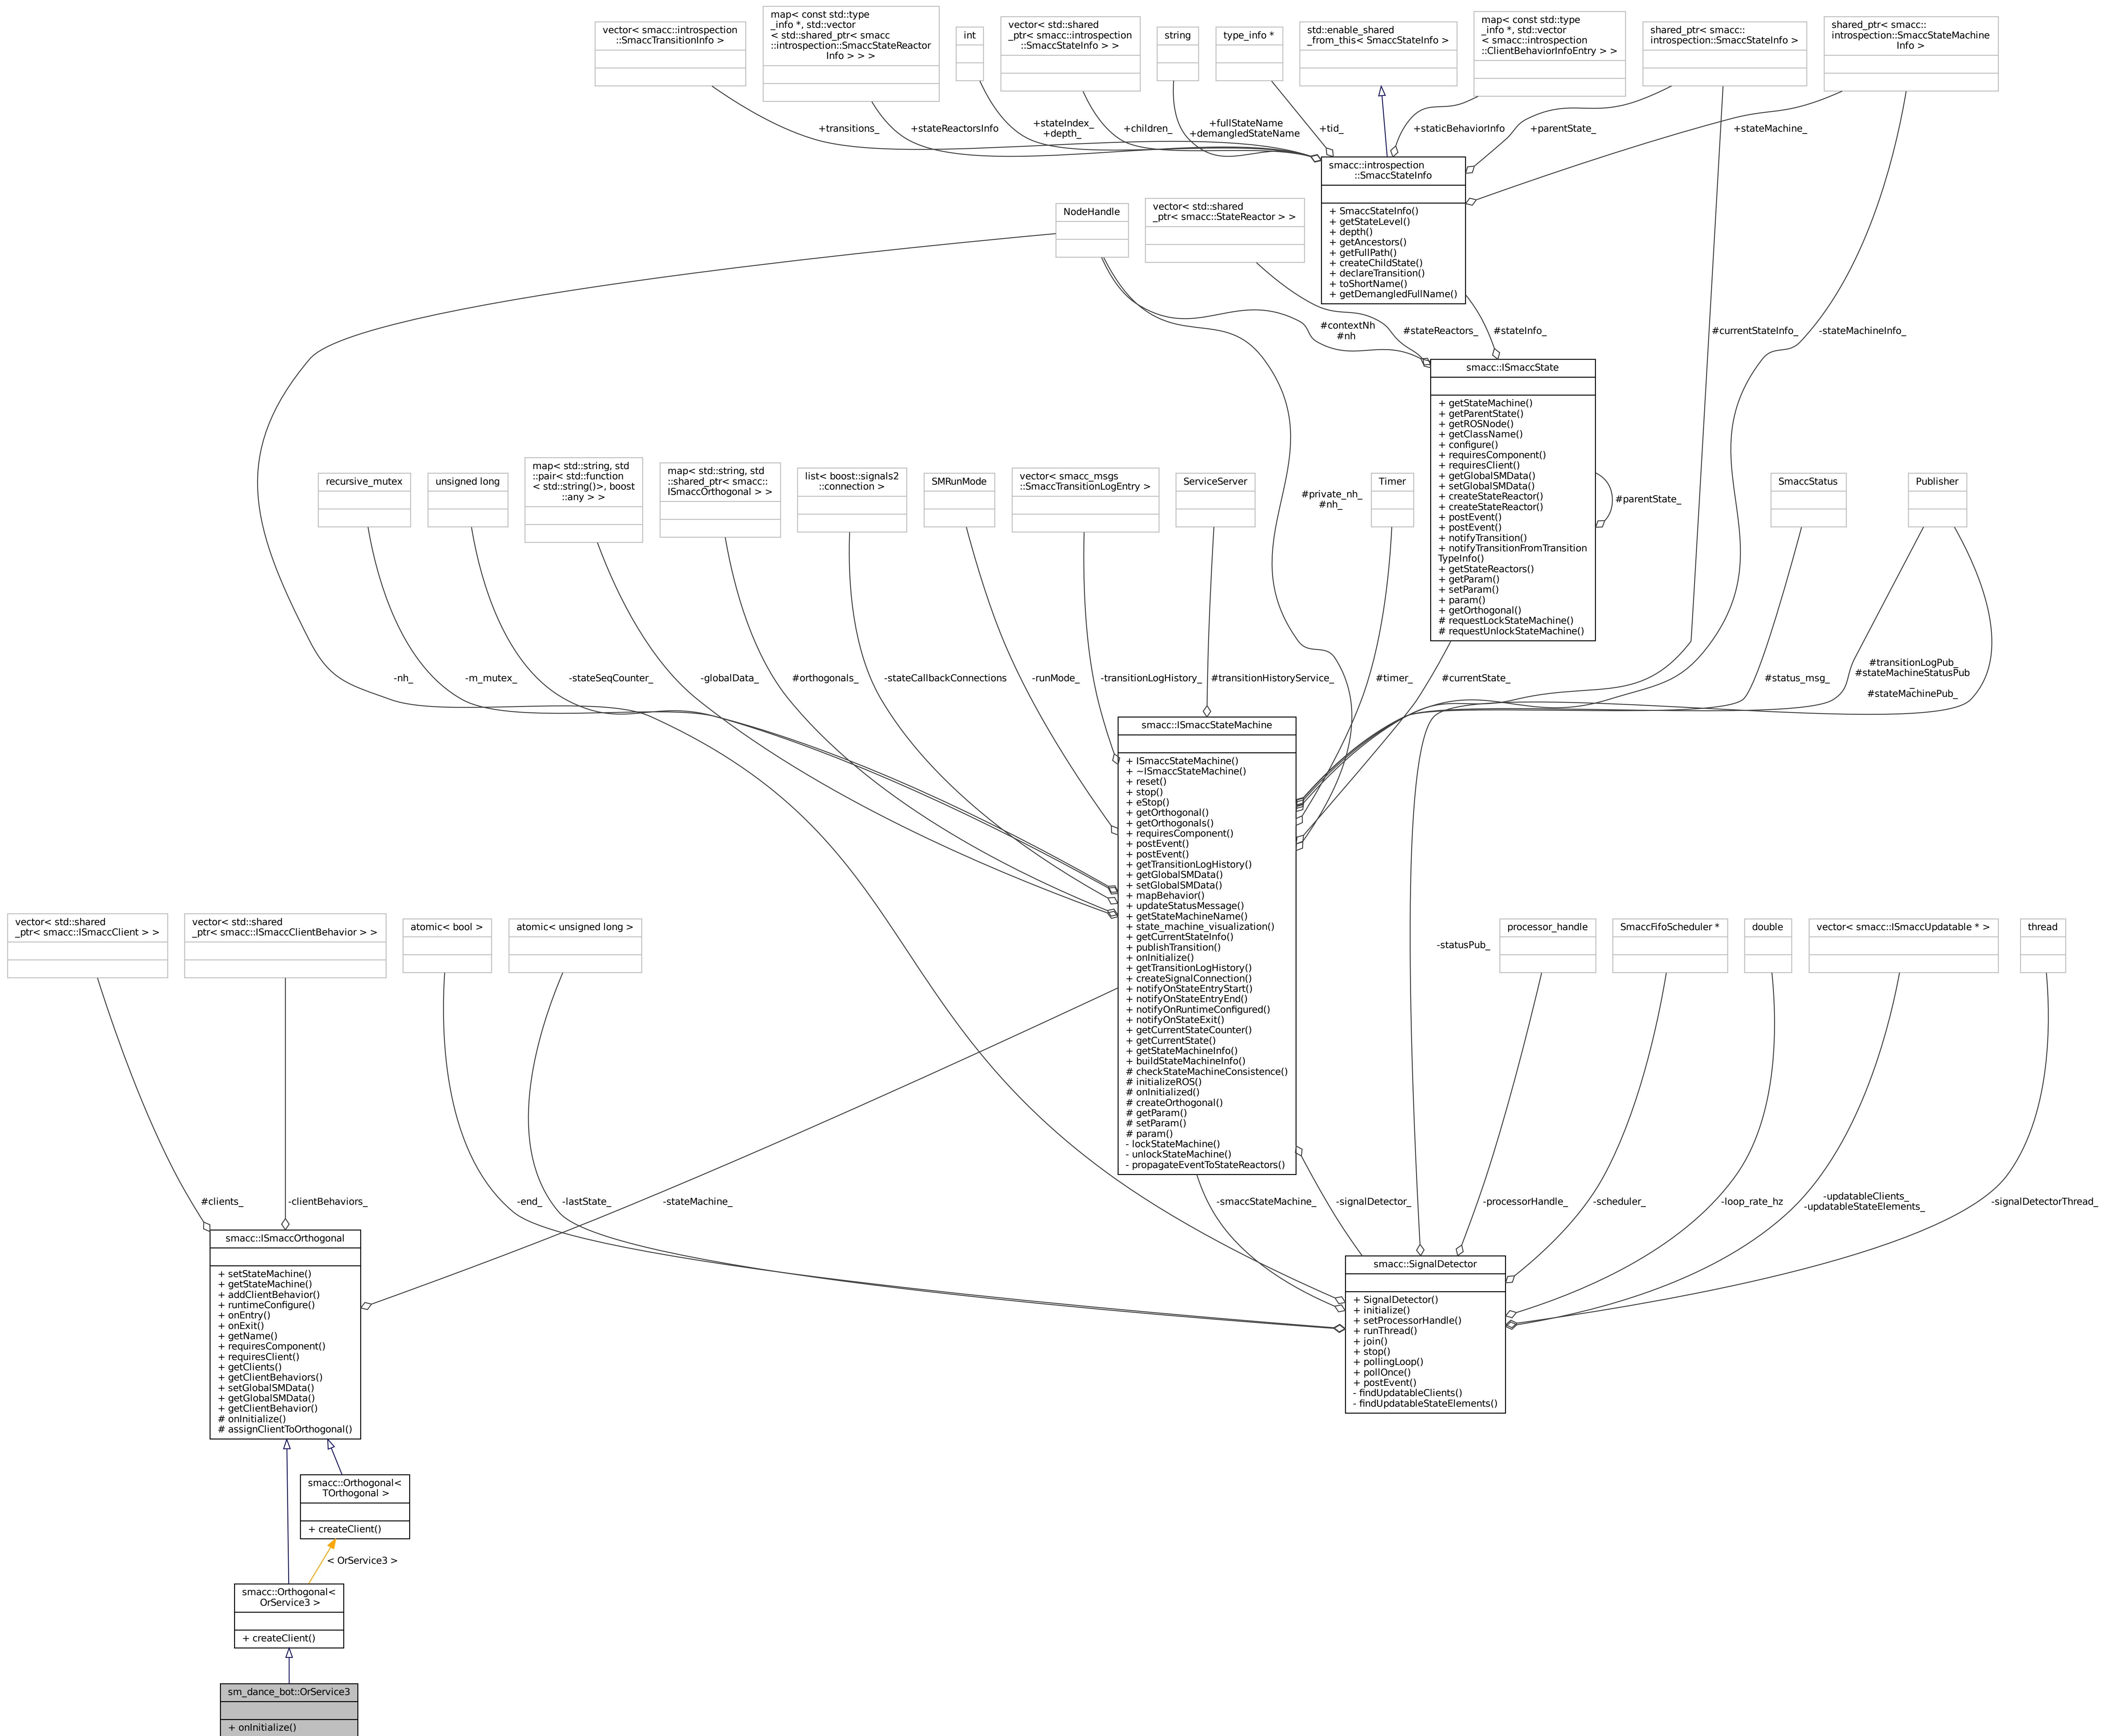 vector< smacc::introspection
::SmaccTransitionInfo >
map< const std::type
_info *, std::vector
< std::shared_ptr< smacc
::introspection::SmaccStateReactor
Info > > >
int
vector< std::shared
_ptr< smacc::introspection
::SmaccStateInfo > >
string
type_info *
std::enable_shared
_from_this< SmaccStateInfo >
map< const std::type
_info *, std::vector
< smacc::introspection
::ClientBehaviorInfoEntry > >
shared_ptr< smacc::
introspection::SmaccStateInfo >
shared_ptr< smacc::
introspection::SmaccStateMachine
Info >
+transitions_
+stateReactorsInfo
+stateIndex_
+depth_
+children_
+fullStateName
+demangledStateName
+tid_
+staticBehaviorInfo
+parentState_
+stateMachine_
smacc::introspection
::SmaccStateInfo
+ SmaccStateInfo()
+ getStateLevel()
+ depth()
+ getAncestors()
+ getFullPath()
+ createChildState()
+ declareTransition()
+ toShortName()
+ getDemangledFullName()
NodeHandle
vector< std::shared
_ptr< smacc::StateReactor > >
#contextNh
#nh
#stateReactors_
#stateInfo_
#currentStateInfo_
-stateMachineInfo_
smacc::ISmaccState
+ getStateMachine()
+ getParentState()
+ getROSNode()
+ getClassName()
+ configure()
+ requiresComponent()
+ requiresClient()
+ getGlobalSMData()
+ setGlobalSMData()
+ createStateReactor()
+ createStateReactor()
+ postEvent()
+ postEvent()
+ notifyTransition()
+ notifyTransitionFromTransition
TypeInfo()
+ getStateReactors()
+ getParam()
+ setParam()
+ param()
+ getOrthogonal()
# requestLockStateMachine()
# requestUnlockStateMachine()
#parentState_
recursive_mutex
unsigned long
map< std::string, std
::pair< std::function
< std::string()>, boost
::any > >
map< std::string, std
::shared_ptr< smacc::
ISmaccOrthogonal > >
list< boost::signals2
::connection >
SMRunMode
vector< smacc_msgs
::SmaccTransitionLogEntry >
ServiceServer
#private_nh_
#nh_
Timer
SmaccStatus
Publisher
-nh_
-m_mutex_
-stateSeqCounter_
-globalData_
#orthogonals_
-stateCallbackConnections
-runMode_
-transitionLogHistory_
#transitionHistoryService_
#timer_
#currentState_
#status_msg_
#transitionLogPub_
#stateMachineStatusPub
_
#stateMachinePub_
smacc::ISmaccStateMachine
+ ISmaccStateMachine()
+ ~ISmaccStateMachine()
+ reset()
+ stop()
+ eStop()
+ getOrthogonal()
+ getOrthogonals()
+ requiresComponent()
+ postEvent()
+ postEvent()
+ getTransitionLogHistory()
+ getGlobalSMData()
+ setGlobalSMData()
+ mapBehavior()
+ updateStatusMessage()
+ getStateMachineName()
+ state_machine_visualization()
+ getCurrentStateInfo()
+ publishTransition()
+ onInitialize()
+ getTransitionLogHistory()
+ createSignalConnection()
+ notifyOnStateEntryStart()
+ notifyOnStateEntryEnd()
+ notifyOnRuntimeConfigured()
+ notifyOnStateExit()
+ getCurrentStateCounter()
+ getCurrentState()
+ getStateMachineInfo()
+ buildStateMachineInfo()
# checkStateMachineConsistence()
# initializeROS()
# onInitialized()
# createOrthogonal()
# getParam()
# setParam()
# param()
- lockStateMachine()
- unlockStateMachine()
- propagateEventToStateReactors()
vector< std::shared
_ptr< smacc::ISmaccClient > >
vector< std::shared
_ptr< smacc::ISmaccClientBehavior > >
atomic< bool >
atomic< unsigned long >
-statusPub_
processor_handle
SmaccFifoScheduler *
double
vector< smacc::ISmaccUpdatable * >
thread
#clients_
-clientBehaviors_
-stateMachine_
-end_
-lastState_
-smaccStateMachine_
-signalDetector_
-processorHandle_
-scheduler_
-loop_rate_hz
-updatableClients_
-updatableStateElements_
-signalDetectorThread_
smacc::ISmaccOrthogonal
+ setStateMachine()
+ getStateMachine()
+ addClientBehavior()
+ runtimeConfigure()
+ onEntry()
+ onExit()
+ getName()
+ requiresComponent()
+ requiresClient()
+ getClients()
+ getClientBehaviors()
+ setGlobalSMData()
+ getGlobalSMData()
+ getClientBehavior()
# onInitialize()
# assignClientToOrthogonal()
smacc::SignalDetector
+ SignalDetector()
+ initialize()
+ setProcessorHandle()
+ runThread()
+ join()
+ stop()
+ pollingLoop()
+ pollOnce()
+ postEvent()
- findUpdatableClients()
- findUpdatableStateElements()
smacc::Orthogonal<
TOrthogonal >
+ createClient()
< OrService3 >
smacc::Orthogonal<
OrService3 >
+ createClient()
sm_dance_bot::OrService3
+ onInitialize()